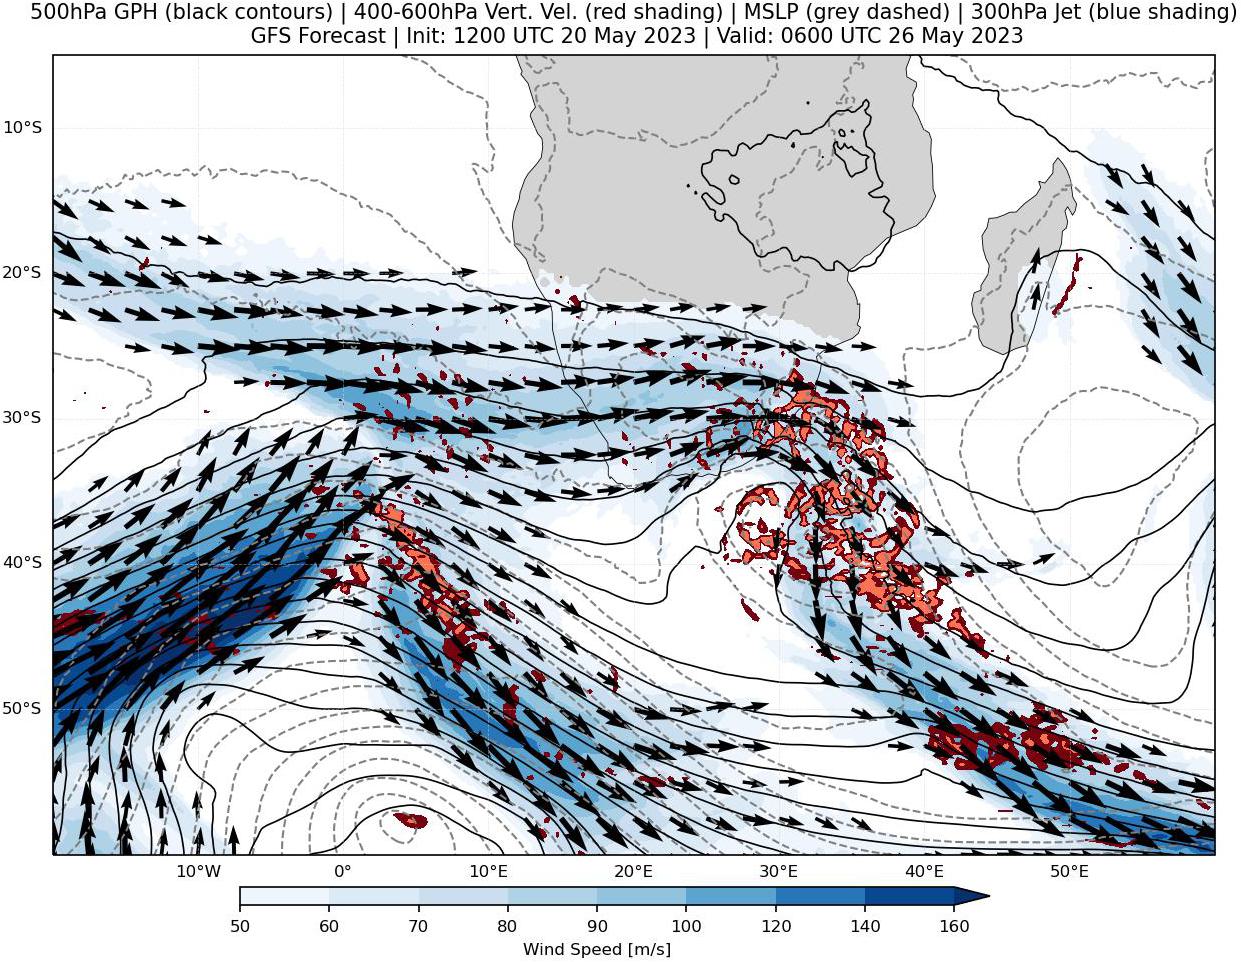 500hPa GPH (black contours) | 400-600hPa Vert. Vel. (red shading) | MSLP (grey dashed) | 300hPa Jet (blue shading)
GFS Forecast | Init: 1200 UTC 20 May 2023 | Valid: 0600 UTC 26 May 2023
10°S
20°S
30°S
40°S
50°S
10°W 0° 10°E 20°E 30°E 40°E 50°E
50 60 70 80 90 100 120 140 160
Wind Speed [m/s]